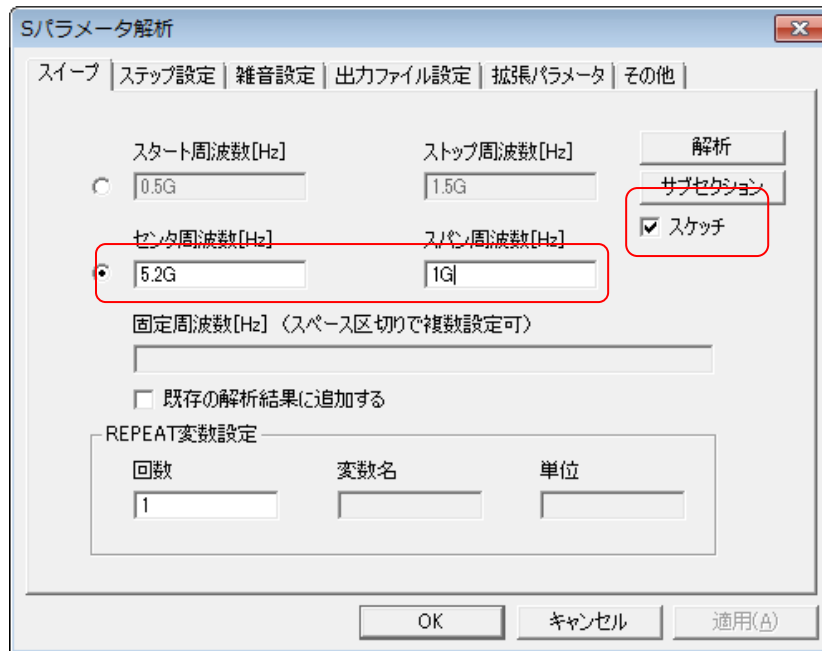 Sパラメータ解析
スイープ ステップ設定 雑音設定 出力ファイル設定 拡張パラメータ その他
スタート周波数[Hz] ストップ周波数[Hz] 解析
0.5G 1.5G サブセクション
センタ周波数[Hz] スパン周波数[Hz] スケッチ
5.2G 1G
固定周波数[Hz] (スペース区切りで複数設定可)
既存の解析結果に追加する
REPEAT変数設定
回数 変数名 単位
1
OK キャンセル 適用(A)